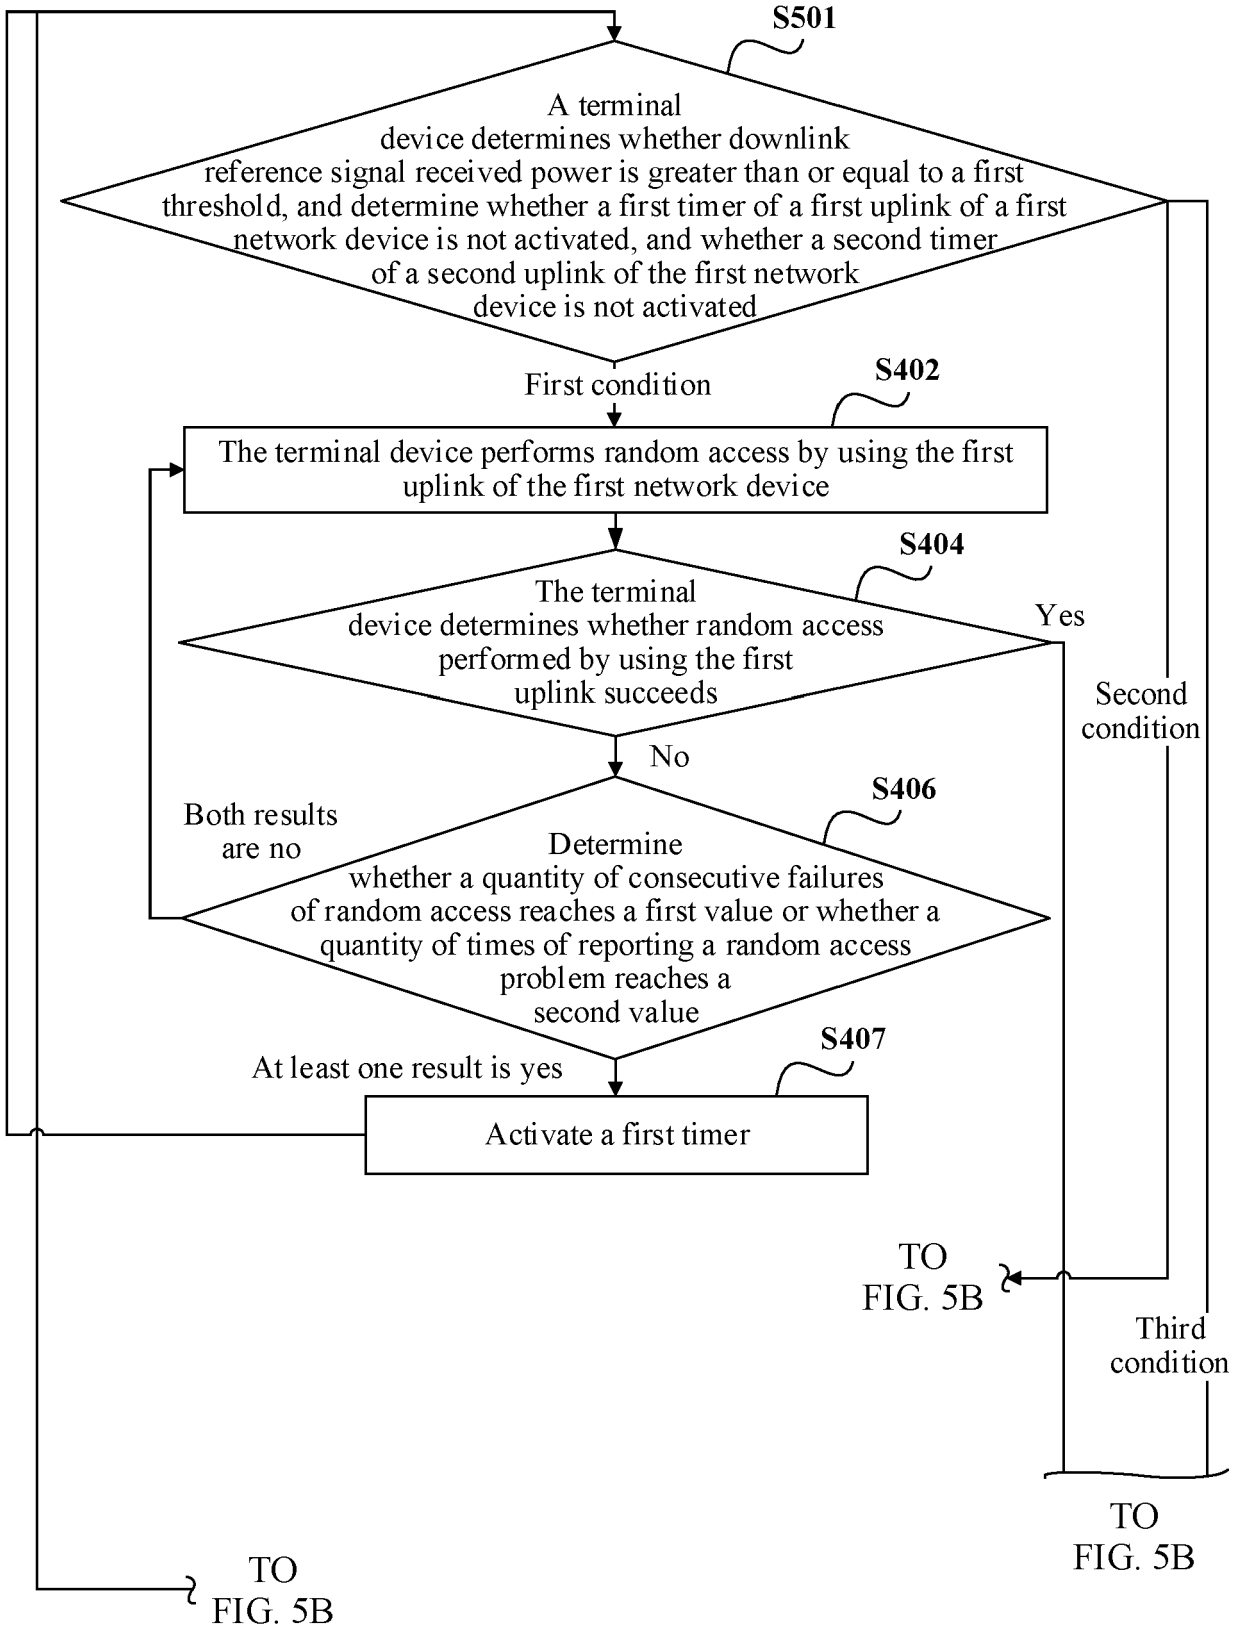 S501
A terminal
device determines whether downlink
reference signal received power is greater than or equal to a first
threshold, and determine whether a first timer of a first uplink of a first
network device is not activated, and whether a second timer
of a second uplink of the first network
device is not activated
First condition
S402
The terminal device performs random access by using the first
uplink of the first network device
S404
The terminal
device determines whether random access
performed by using the first
uplink succeeds
Yes
Second
condition
No
S406
Both results
are no
Determine
whether a quantity of consecutive failures
of random access reaches a first value or whether a
quantity of times of reporting a random access
problem reaches a
second value
S407
At least one result is yes
Activate a first timer
TO
FIG. 5B
Third
condition
TO
FIG. 5B
TO
FIG. 5B